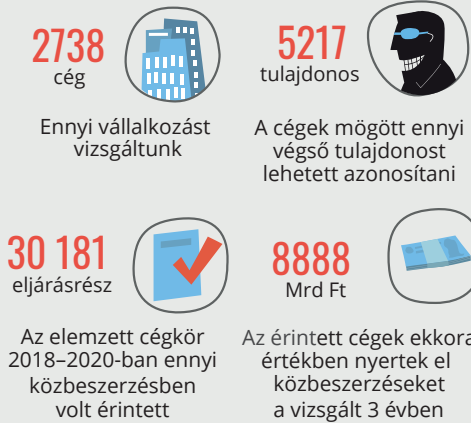 2738
cég
Ennyi vállalkozást
vizsgáltunk
5217
tulajdonos
A cégek mögött ennyi
végső tulajdonost
lehetett azonosítani
30 181
eljárásrész
Az elemzett cégkör
2018–2020-ban ennyi
közbeszerzésben
volt érintett
8888
Mrd Ft
Az érintett cégek ekkora
értékben nyertek el
közbeszerzéseket
a vizsgált 3 évben